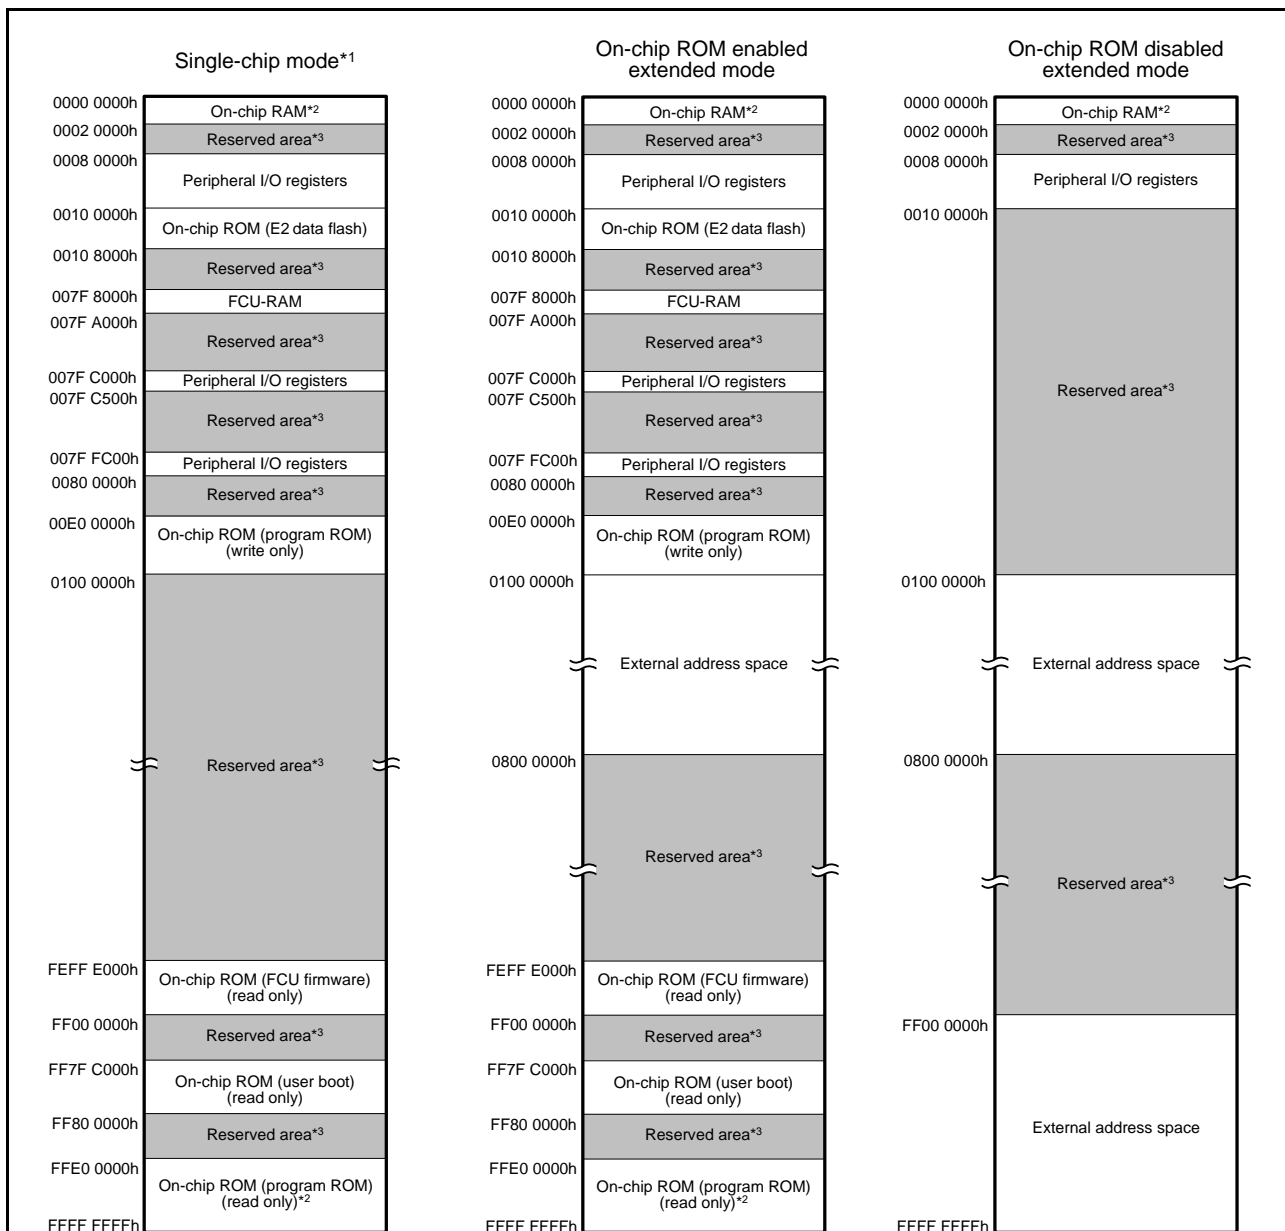 Single-chip mode*1
0000 0000h
On-chip RAM*2
0002 0000h
Reserved area*3
0008 0000h
Peripheral I/O registers
0010 0000h
On-chip ROM (E2 data flash)
0010 8000h
Reserved area*3
007F 8000h
FCU-RAM
007F A000h
Reserved area*3
007F C000h
Peripheral I/O registers
007F C500h
Reserved area*3
007F FC00h
Peripheral I/O registers
0080 0000h
Reserved area*3
00E0 0000h
On-chip ROM (program ROM)
(write only)
0100 0000h
Reserved area*3
FEFF E000h
On-chip ROM (FCU firmware)
(read only)
FF00 0000h
Reserved area*3
FF7F C000h
On-chip ROM (user boot)
(read only)
FF80 0000h
Reserved area*3
FFE0 0000h
On-chip ROM (program ROM)
(read only)*2
FFFF FFFFh
On-chip ROM enabled
extended mode
0000 0000h
On-chip RAM*2
0002 0000h
Reserved area*3
0008 0000h
Peripheral I/O registers
0010 0000h
On-chip ROM (E2 data flash)
0010 8000h
Reserved area*3
007F 8000h
FCU-RAM
007F A000h
Reserved area*3
007F C000h
Peripheral I/O registers
007F C500h
Reserved area*3
007F FC00h
Peripheral I/O registers
0080 0000h
Reserved area*3
00E0 0000h
On-chip ROM (program ROM)
(write only)
0100 0000h
External address space
0800 0000h
Reserved area*3
FEFF E000h
On-chip ROM (FCU firmware)
(read only)
FF00 0000h
Reserved area*3
FF7F C000h
On-chip ROM (user boot)
(read only)
FF80 0000h
Reserved area*3
FFE0 0000h
On-chip ROM (program ROM)
(read only)*2
FFFF FFFFh
On-chip ROM disabled
extended mode
0000 0000h
On-chip RAM*2
0002 0000h
Reserved area*3
0008 0000h
Peripheral I/O registers
0010 0000h
Reserved area*3
0100 0000h
External address space
0800 0000h
Reserved area*3
FF00 0000h
External address space
FFFF FFFFh